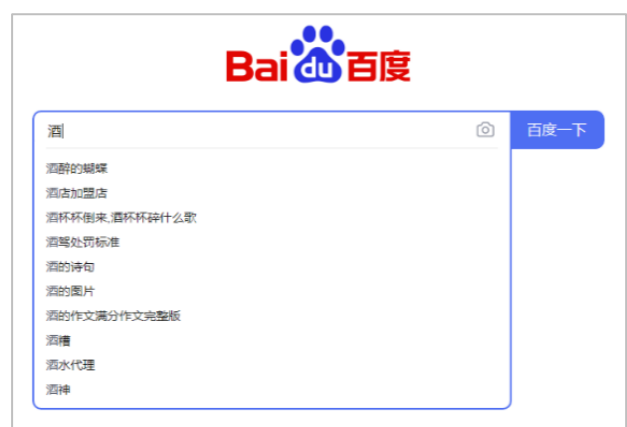 Bai du 百度
酒 百度一下
酒醉的蝴蝶
酒店加盟店
酒杯杯倒来,酒杯杯碎什么歌
酒驾处罚标准
酒的诗句
酒的图片
酒的作文满分作文完整版
酒槽
酒水代理
酒神